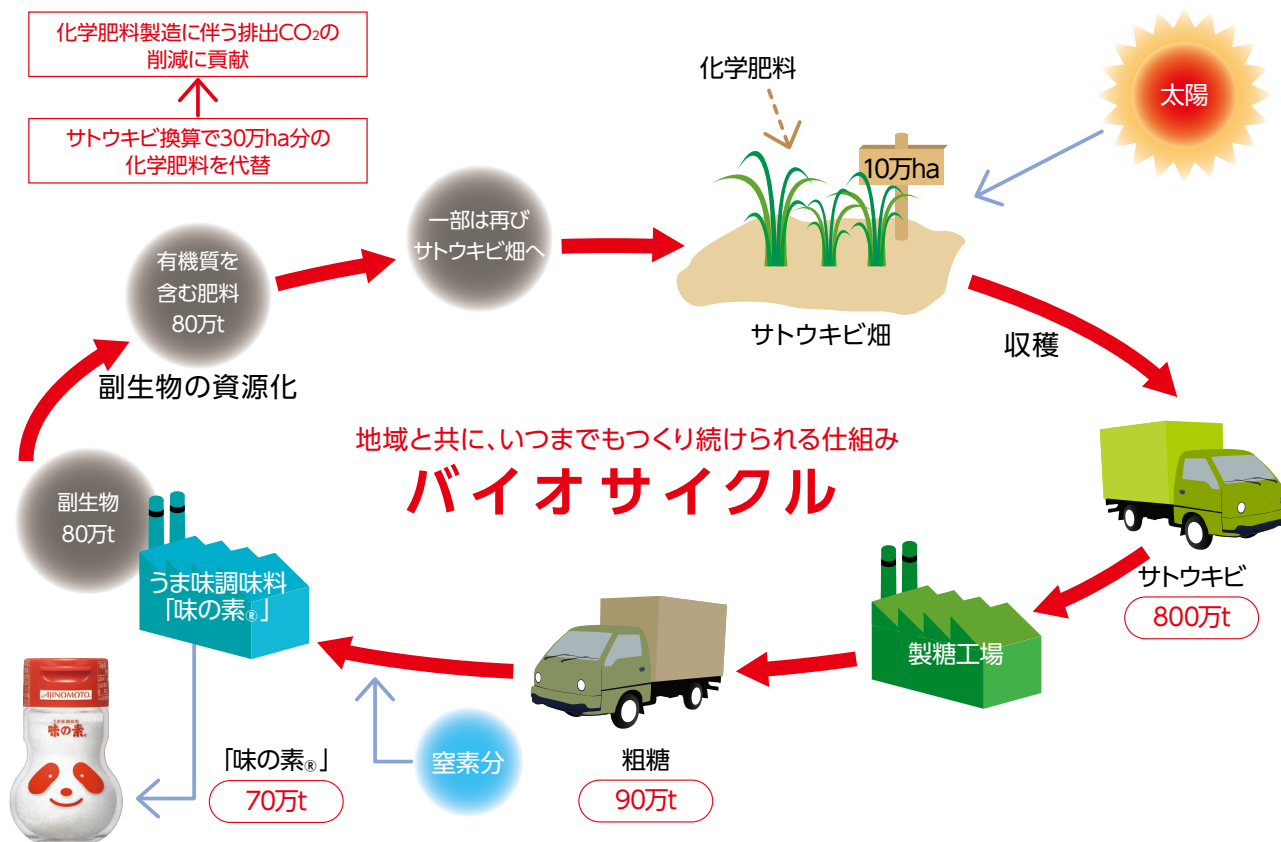 化学肥料製造に伴う排出CO₂の
削減に貢献
サトウキビ換算で30万ha分の
化学肥料を代替
化学肥料
太陽
10万ha
一部は再び
サトウキビ畑へ
有機質を
含む肥料
80万t
サトウキビ畑
収穫
副生物の資源化
地域と共に、いつまでもつくり続けられる仕組み
バイオサイクル
副生物
80万t
うま味調味料
「味の素®」
サトウキビ
800万t
製糖工場
粗糖
90万t
窒素分
「味の素®」
70万t
AJINOMOTO®
うま味調味料
味の素®